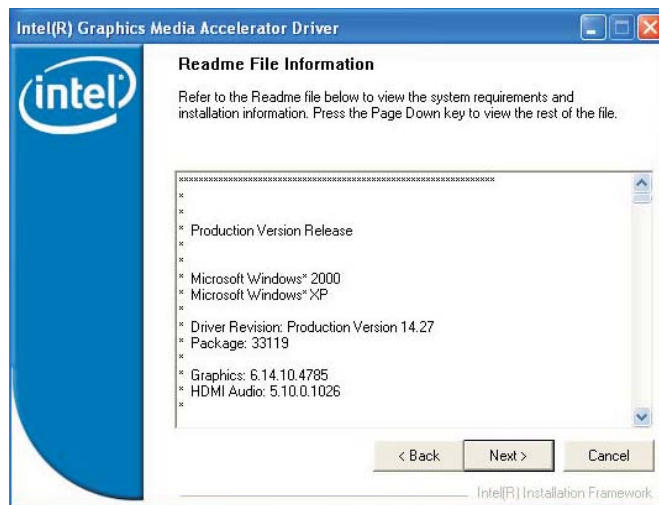 Intel(R) Graphics Media Accelerator Driver
intel
Readme File Information
Refer to the Readme file below to view the system requirements and
installation information. Press the Page Down key to view the rest of the file.
* Production Version Release
* Microsoft Windows* 2000
* Microsoft Windows* XP
* Driver Revision: Production Version 14.27
* Package: 33119
* Graphics: 6.14.10.4785
* HDMI Audio: 5.10.0.1026
< Back
Next >
Cancel
Intel(R) Installation Framework